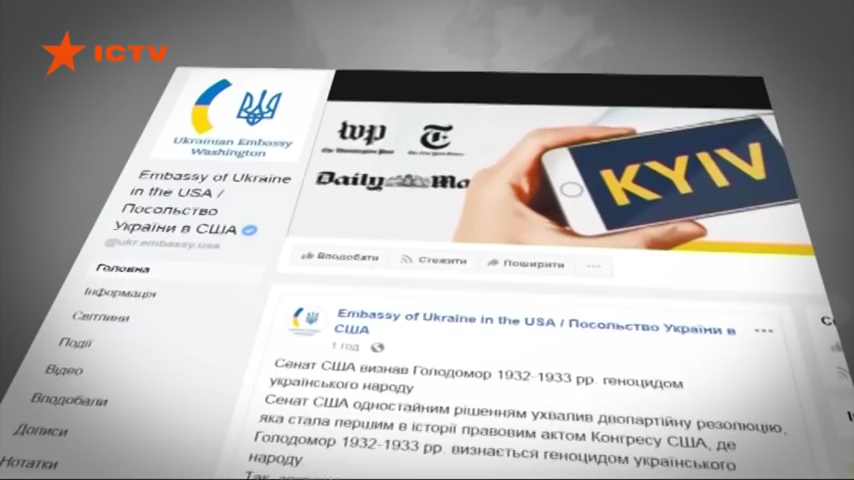 ICTV
Ukrainian Embassy
Washington
Embassy of Ukraine
in the USA /
Посольство
України в США
@ukr.embassy.usa
wp
The Washington Post
T
The New York Times
Daily Ma
KYIV
Вподобати
Стежити
Поширити
...
Головна
Інформація
Світлини
Події
Відео
Вподобали
Дописи
Нотатки
Embassy of Ukraine in the USA / Посольство України в
США
1 год
...
Сенат США визнав Голодомор 1932-1933 рр. геноцидом
українського народу
Сенат США одностайним рішенням ухвалив двопартійну резолюцію,
яка стала першим в історії правовим актом Конгресу США, де
Голодомор 1932-1933 рр. визнається геноцидом українського
народу.